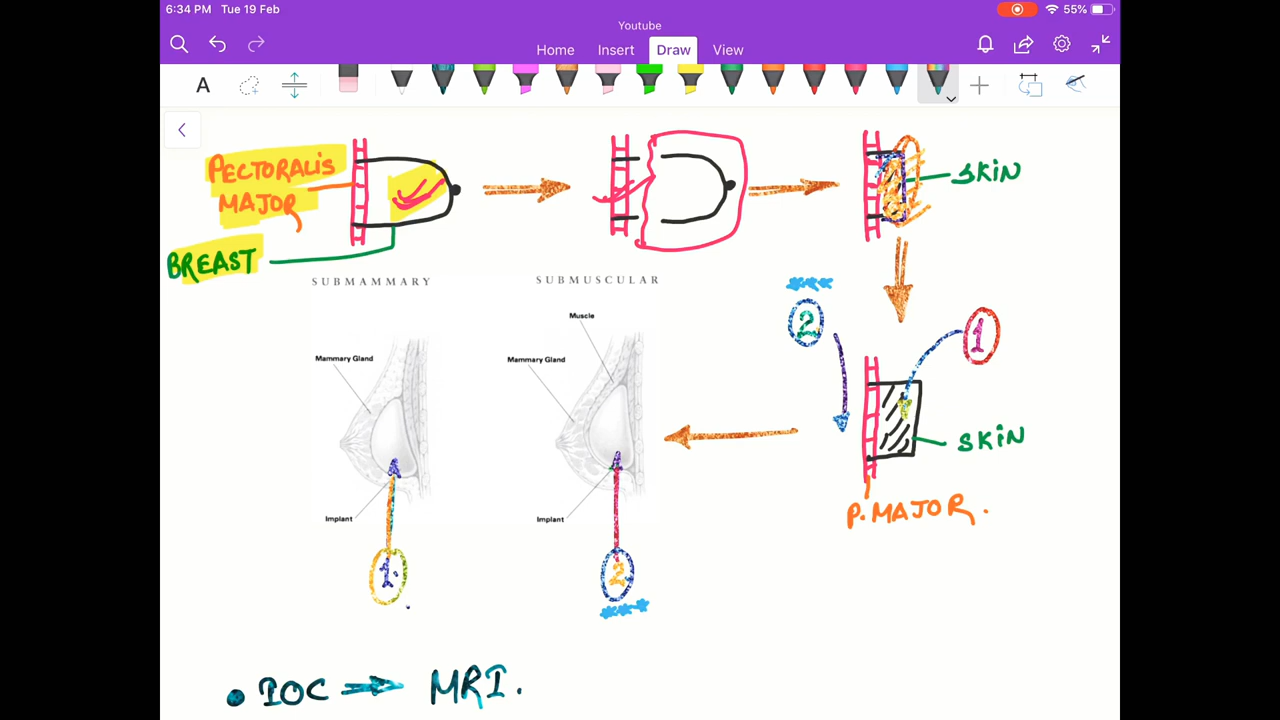 6:34 PM Tue 19 Feb
55%
Youtube
Home Insert Draw View
A
PECTORALIS
MAJOR
BREAST
SKIN
SUBMAMMARY
Mammary Gland
Implant
1
SUBMUSCULAR
Muscle
Mammary Gland
Implant
2
2
1
SKIN
P. MAJOR.
• IOC → MRI.